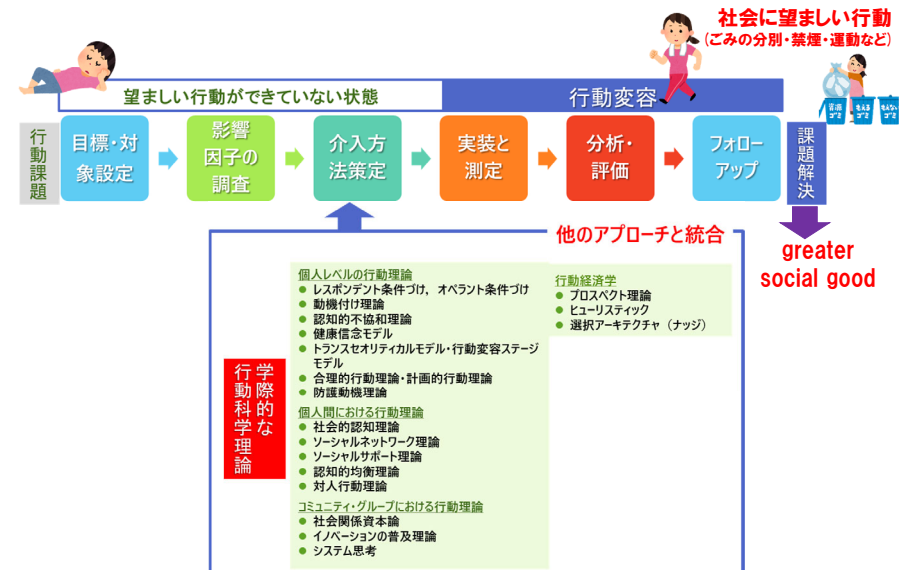 社会に望ましい行動
(ごみの分別・禁煙・運動など)
望ましい行動ができていない状態
行動変容
資源
ゴミ
もえる
ゴミ
もえない
ゴミ
行動課題
目標・対
象設定
影響
因子の
調査
介入方
法策定
実装と
測定
分析・
評価
フォロー
アップ
課題解決
greater
social good
他のアプローチと統合
学際的な
行動科学理論
個人レベルの行動理論
● レスポンデント条件づけ，オペラント条件づけ
● 動機付け理論
● 認知的不協和理論
● 健康信念モデル
● トランスセオリティカルモデル・行動変容ステージ
モデル
● 合理的行動理論・計画的行動理論
● 防護動機理論
個人間における行動理論
● 社会的認知理論
● ソーシャルネットワーク理論
● ソーシャルサポート理論
● 認知的均衡理論
● 対人行動理論
コミュニティ・グループにおける行動理論
● 社会関係資本論
● イノベーションの普及理論
● システム思考
行動経済学
● プロスペクト理論
● ヒューリスティック
● 選択アーキテクチャ（ナッジ）